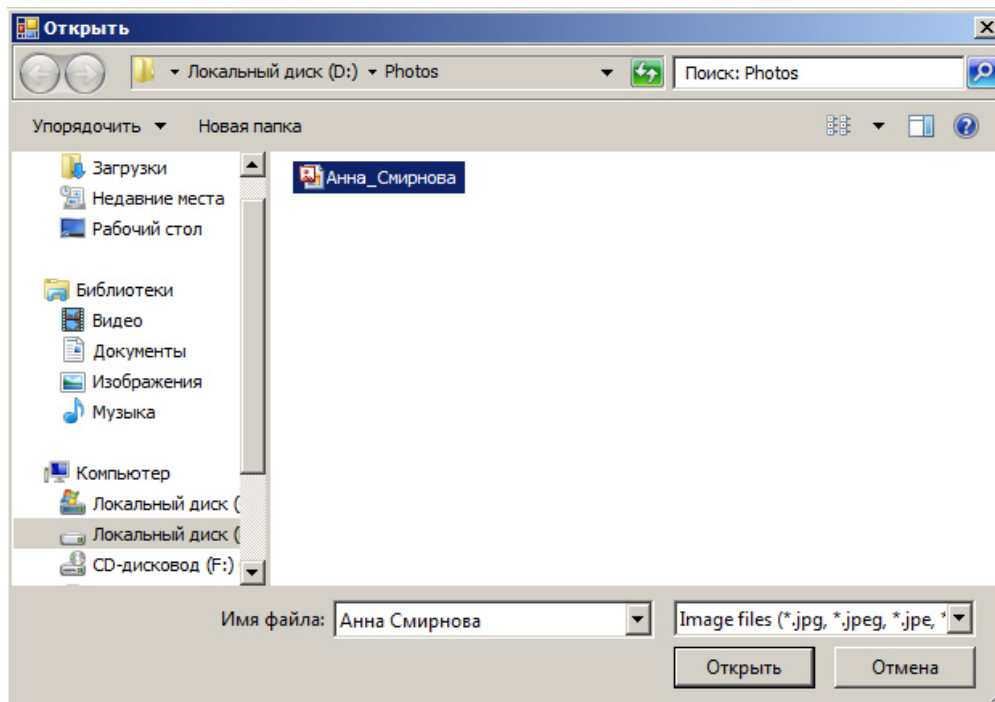 Открыть
Локальный диск (D:) Photos
Поиск: Photos
Упорядочить
Новая папка
Загрузки
Недавние места
Рабочий стол
Библиотеки
Видео
Документы
Изображения
Музыка
Компьютер
Локальный диск (
Локальный диск (
CD-дисковод (F:)
Анна_Смирнова
Имя файла: Анна Смирнова
Image files (*.jpg, *.jpeg, *.jpe, *
Открыть
Отмена